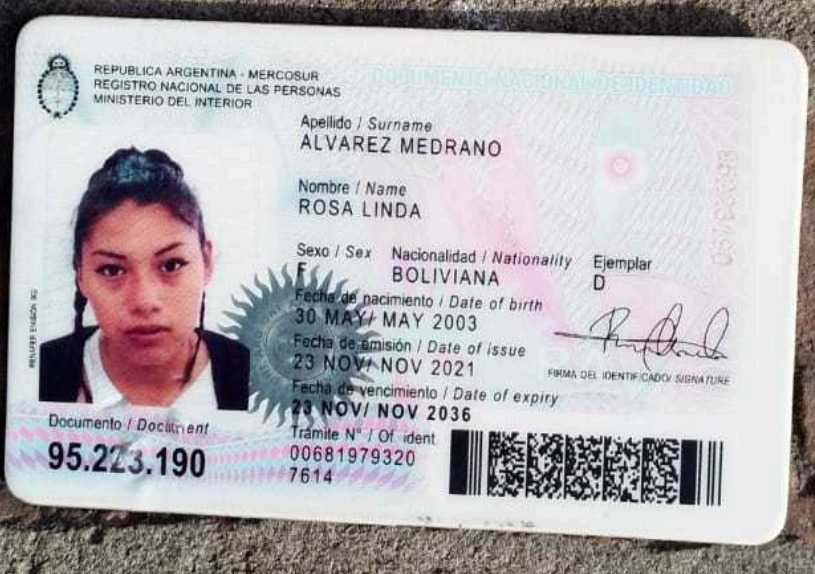 REPUBLICA ARGENTINA - MERCOSUR
REGISTRO NACIONAL DE LAS PERSONAS
MINISTERIO DEL INTERIOR
DOCUMENTO NACIONAL DE IDENTIDAD
Apellido / Surname
ALVAREZ MEDRANO
Nombre / Name
ROSA LINDA
Sexo / Sex Nacionalidad / Nationality Ejemplar
F BOLIVIANA D
Fecha de nacimiento / Date of birth
30 MAY/ MAY 2003
Fecha de emisión / Date of issue
23 NOV/ NOV 2021
FIRMA DEL IDENTIFICADO/ SIGNATURE
Fecha de vencimiento / Date of expiry
23 NOV/ NOV 2036
Documento / Document
95.223.190
Trámite N° / Of. ident
00681979320
7614